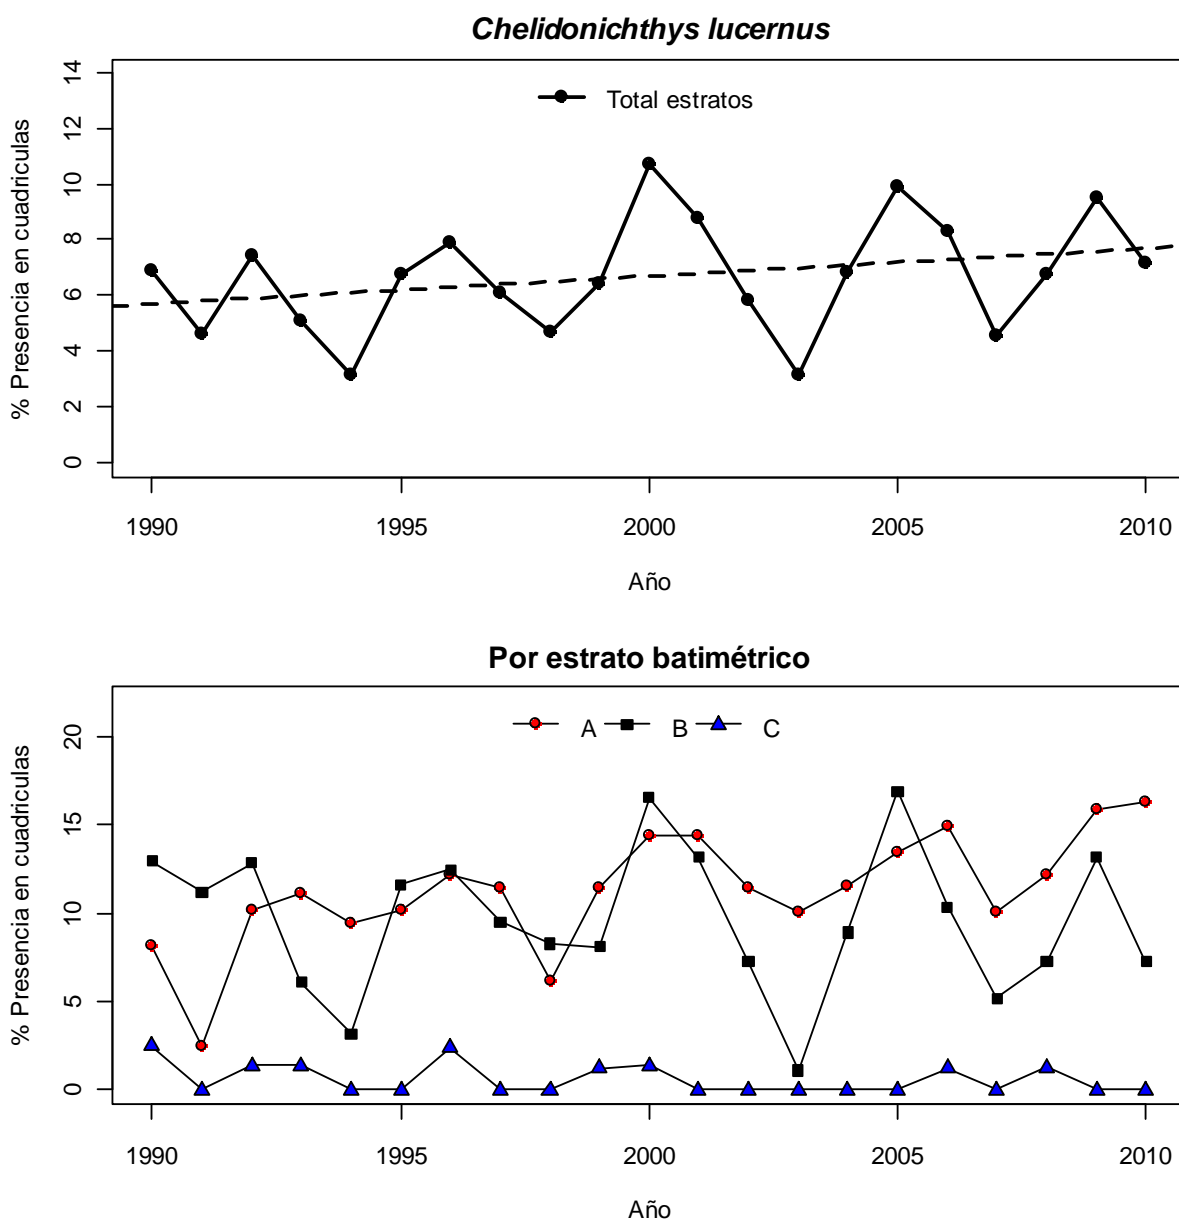 Chelidonichthys lucernus
Total estratos
% Presencia en cuadriculas
14
12
10
8
6
4
2
0
1990 1995 2000 2005 2010
Año
Por estrato batimétrico
A B C
% Presencia en cuadriculas
20
15
10
5
0
1990 1995 2000 2005 2010
Año